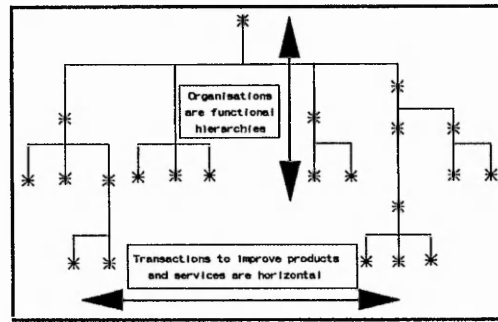 Organisations
are functional
hierarchies
Transactions to improve products
and services are horizontal